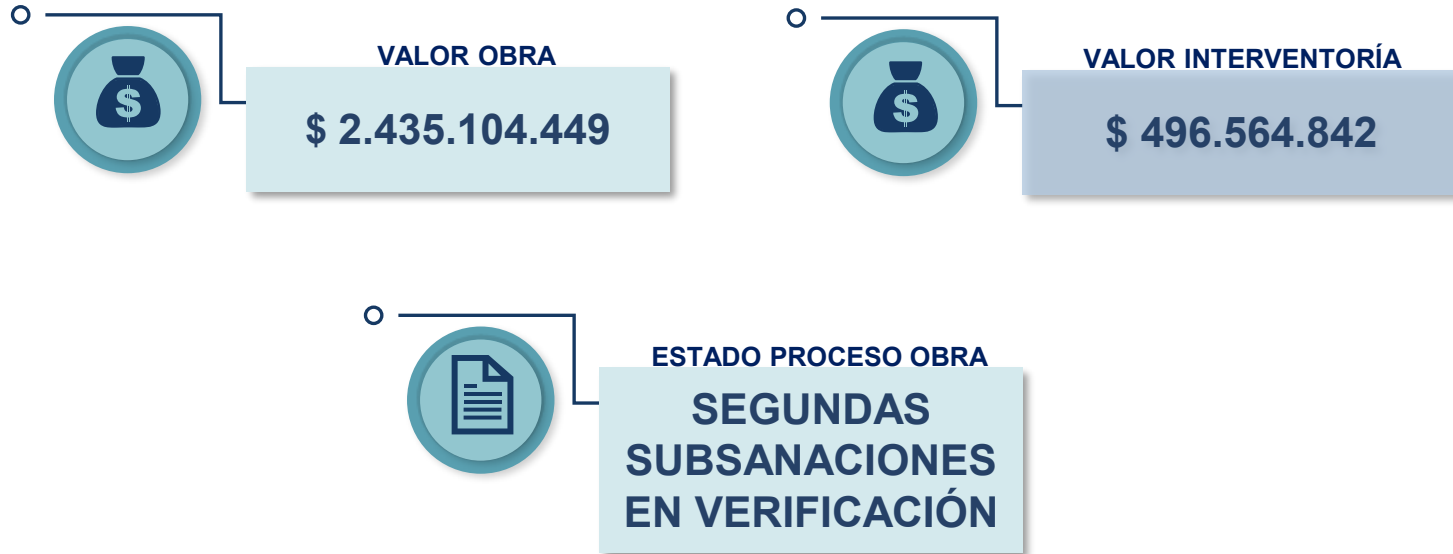 VALOR OBRA
$ 2.435.104.449
VALOR INTERVENTORÍA
$ 496.564.842
ESTADO PROCESO OBRA
SEGUNDAS
SUBSANACIONES
EN VERIFICACIÓN